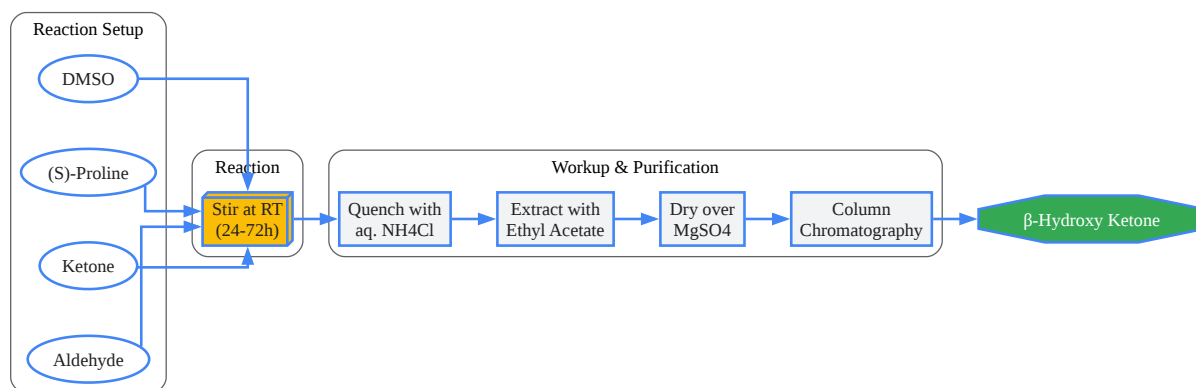 Reaction Setup
DMSO
(S)-Proline
Ketone
Aldehyde
Reaction
Stir at RT
(24-72h)
Workup & Purification
Quench with
aq. NH4Cl
Extract with
Ethyl Acetate
Dry over
MgSO4
Column
Chromatography
β-Hydroxy Ketone